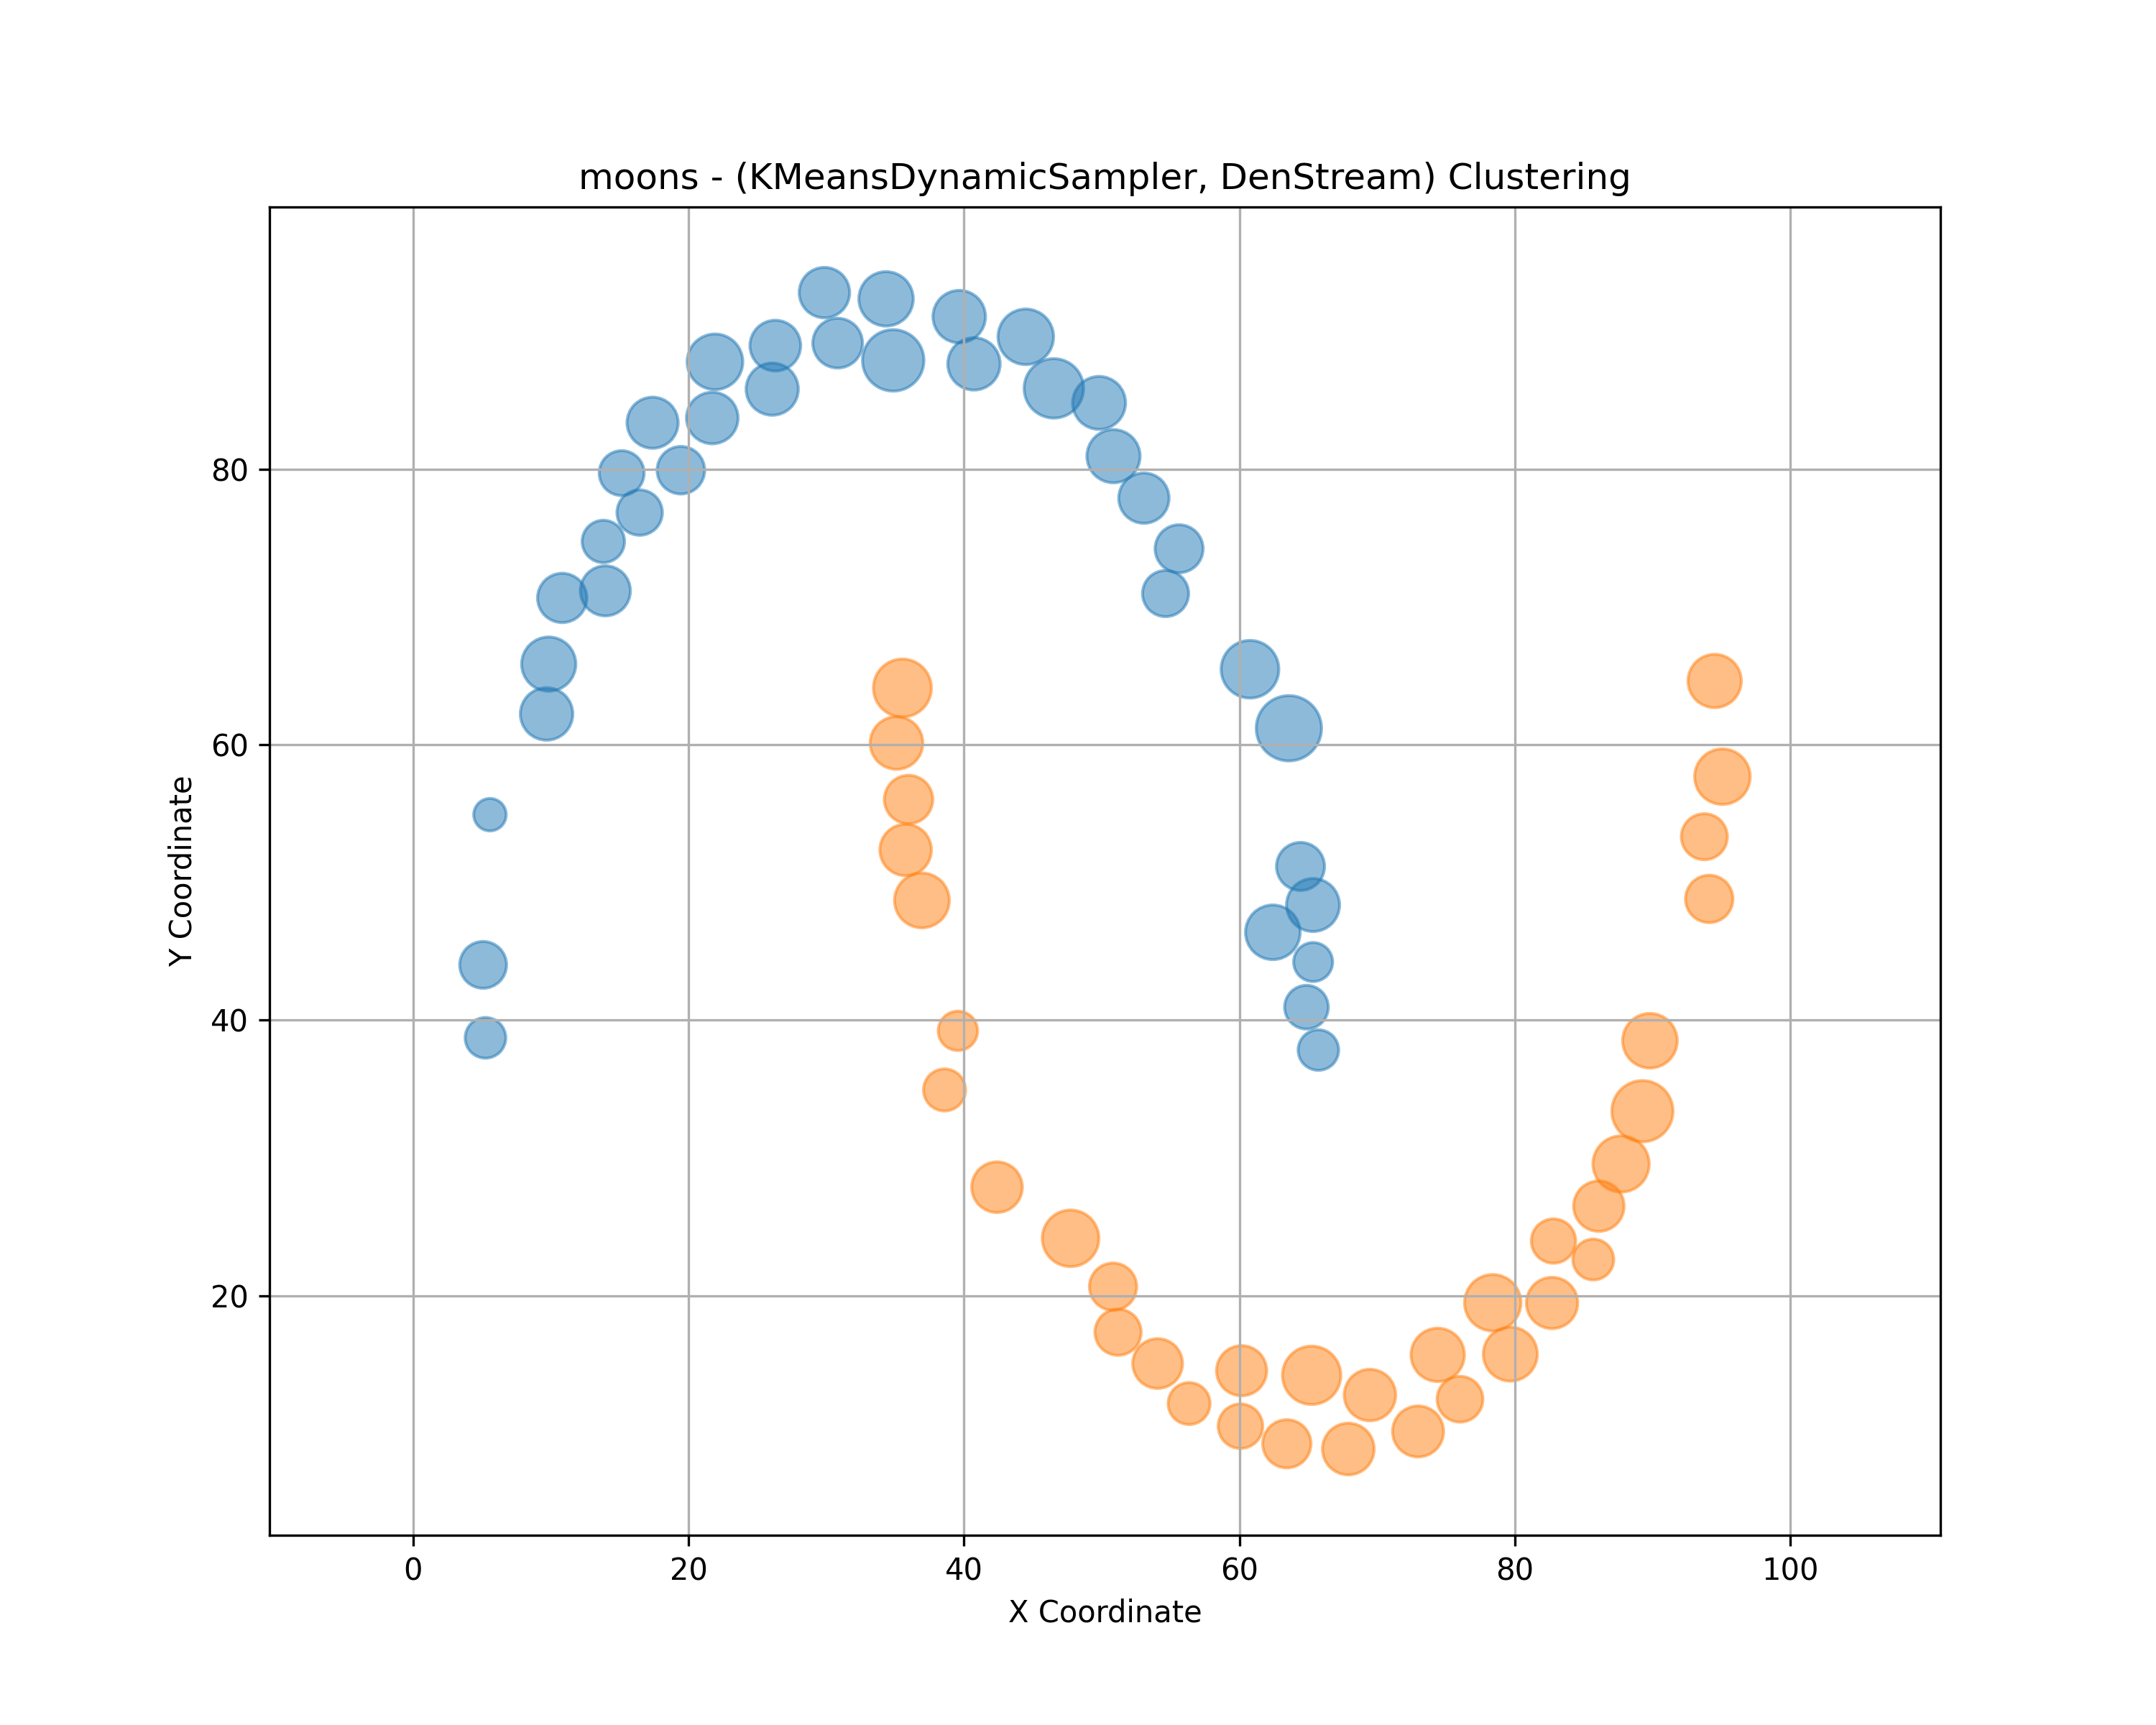 moons - (KMeansDynamicSampler, DenStream) Clustering
Y Coordinate
80
60
40
20
0 20 40 60 80 100
X Coordinate